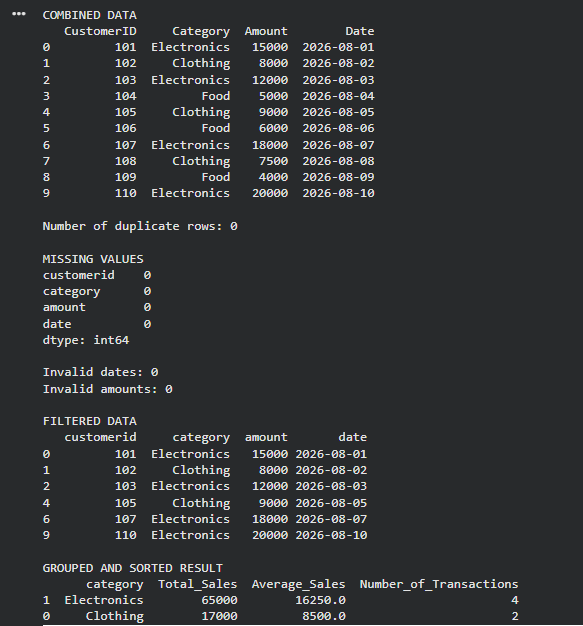 COMBINED DATA
CustomerID Category Amount Date
0 101 Electronics 15000 2026-08-01
1 102 Clothing 8000 2026-08-02
2 103 Electronics 12000 2026-08-03
3 104 Food 5000 2026-08-04
4 105 Clothing 9000 2026-08-05
5 106 Food 6000 2026-08-06
6 107 Electronics 18000 2026-08-07
7 108 Clothing 7500 2026-08-08
8 109 Food 4000 2026-08-09
9 110 Electronics 20000 2026-08-10
Number of duplicate rows: 0
MISSING VALUES
customerid 0
category 0
amount 0
date 0
dtype: int64
Invalid dates: 0
Invalid amounts: 0
FILTERED DATA
customerid category amount date
0 101 Electronics 15000 2026-08-01
1 102 Clothing 8000 2026-08-02
2 103 Electronics 12000 2026-08-03
4 105 Clothing 9000 2026-08-05
6 107 Electronics 18000 2026-08-07
9 110 Electronics 20000 2026-08-10
GROUPED AND SORTED RESULT
category Total_Sales Average_Sales Number_of_Transactions
1 Electronics 65000 16250.0 4
0 Clothing 17000 8500.0 2